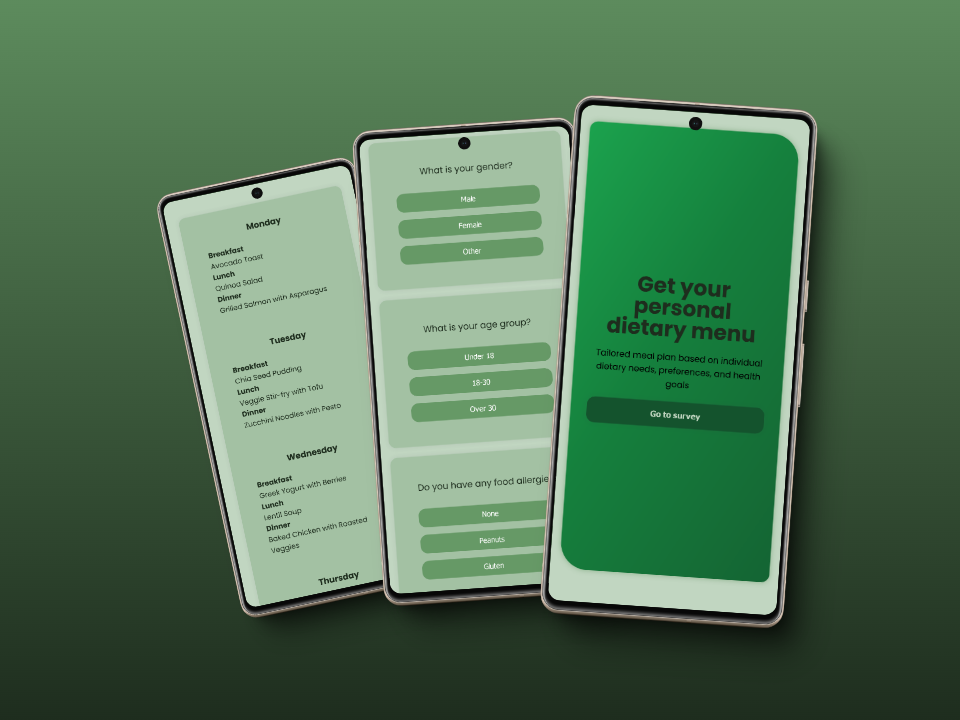 Monday
Breakfast
Avocado Toast
Lunch
Quinoa Salad
Dinner
Grilled Salmon with Asparagus
Tuesday
Breakfast
Chia Seed Pudding
Lunch
Veggie Stir-fry with Tofu
Dinner
Zucchini Noodles with Pesto
Wednesday
Breakfast
Greek Yogurt with Berries
Lunch
Lentil Soup
Dinner
Baked Chicken with Roasted
Veggies
Thursday
What is your gender?
Male
Female
Other
What is your age group?
Under 18
18-30
Over 30
Do you have any food allergie
None
Peanuts
Gluten
Get your
personal
dietary menu
Tailored meal plan based on individual
dietary needs, preferences, and health
goals
Go to survey